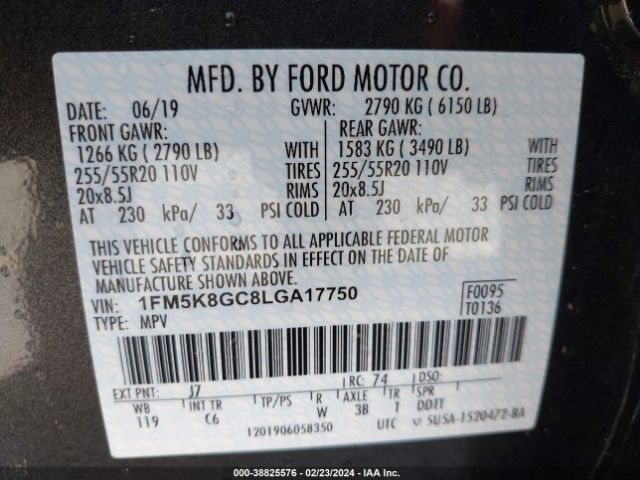 MFD. BY FORD MOTOR CO.
DATE: 06/19 GVWR: 2790 KG ( 6150 LB)
FRONT GAWR: REAR GAWR:
1266 KG ( 2790 LB) WITH 1583 KG ( 3490 LB) WITH
255/55R20 110V TIRES 255/55R20 110V TIRES
20x8.5J RIMS 20x8.5J RIMS
AT 230 kPa/ 33 PSI COLD AT 230 kPa/ 33 PSI COLD
THIS VEHICLE CONFORMS TO ALL APPLICABLE FEDERAL MOTOR
VEHICLE SAFETY STANDARDS IN EFFECT ON THE DATE OF
MANUFACTURE SHOWN ABOVE.
VIN: 1FM5K8GC8LGA17750 F0095
TYPE: MPV T0136
EXT PNT: J7 RC: 74 DSO:
WB INT TR TP/PS R AXLE TR SPR
119 C6 W 3B T DDTT
1201906058350 UTC 5U5A-1520472-BA
000-38825576 - 02/23/2024 - IAA Inc.